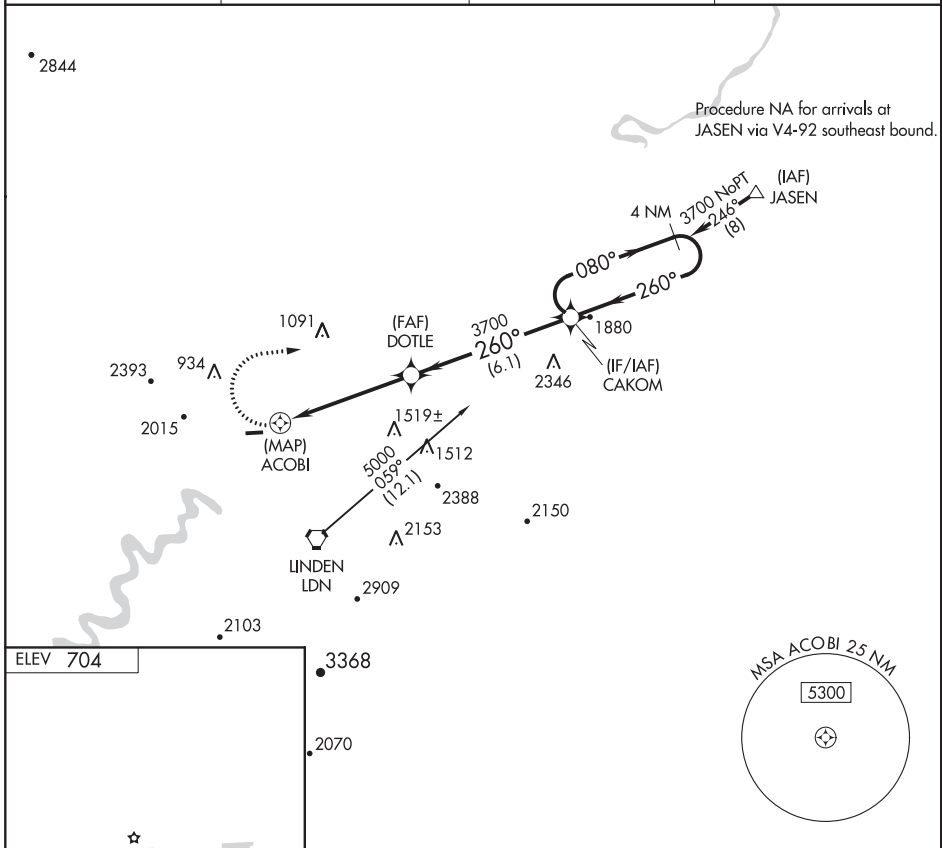 2844
Procedure NA for arrivals at
JASEN via V4-92 southeast bound.
(IAF)
JASEN
3700 NoPT
246°
(8)
4 NM
080°
260°
1880
(IF/IAF)
CAKOM
2346
3700
260°
(6.1)
(FAF)
DOTLE
1091
934
2393
2015
(MAP)
ACOBI
1519±
1512
5000
059°
(12.1)
2388
2150
2153
LINDEN
LDN
2909
2103
ELEV 704
3368
2070
MSA ACOBI 25 NM
5300